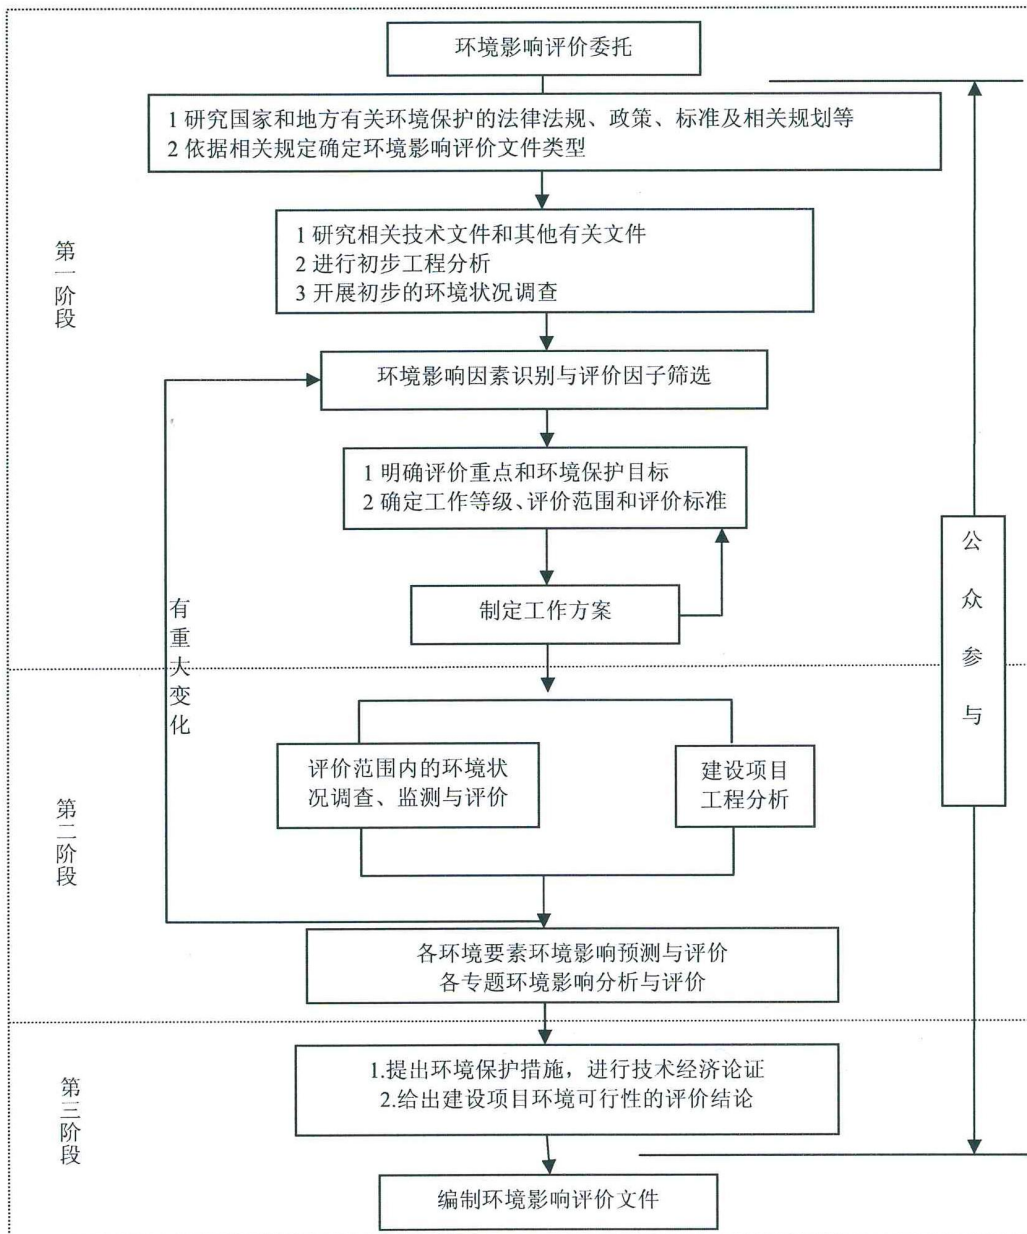 环境影响评价委托
1 研究国家和地方有关环境保护的法律法规、政策、标准及相关规划等
2 依据相关规定确定环境影响评价文件类型
第一阶段
1 研究相关技术文件和其他有关文件
2 进行初步工程分析
3 开展初步的环境状况调查
环境影响因素识别与评价因子筛选
1 明确评价重点和环境保护目标
2 确定工作等级、评价范围和评价标准
制定工作方案
有重大变化
公众参与
第二阶段
评价范围内的环境状
况调查、监测与评价
建设项目
工程分析
各环境要素环境影响预测与评价
各专题环境影响分析与评价
第三阶段
1.提出环境保护措施，进行技术经济论证
2.给出建设项目环境可行性的评价结论
编制环境影响评价文件